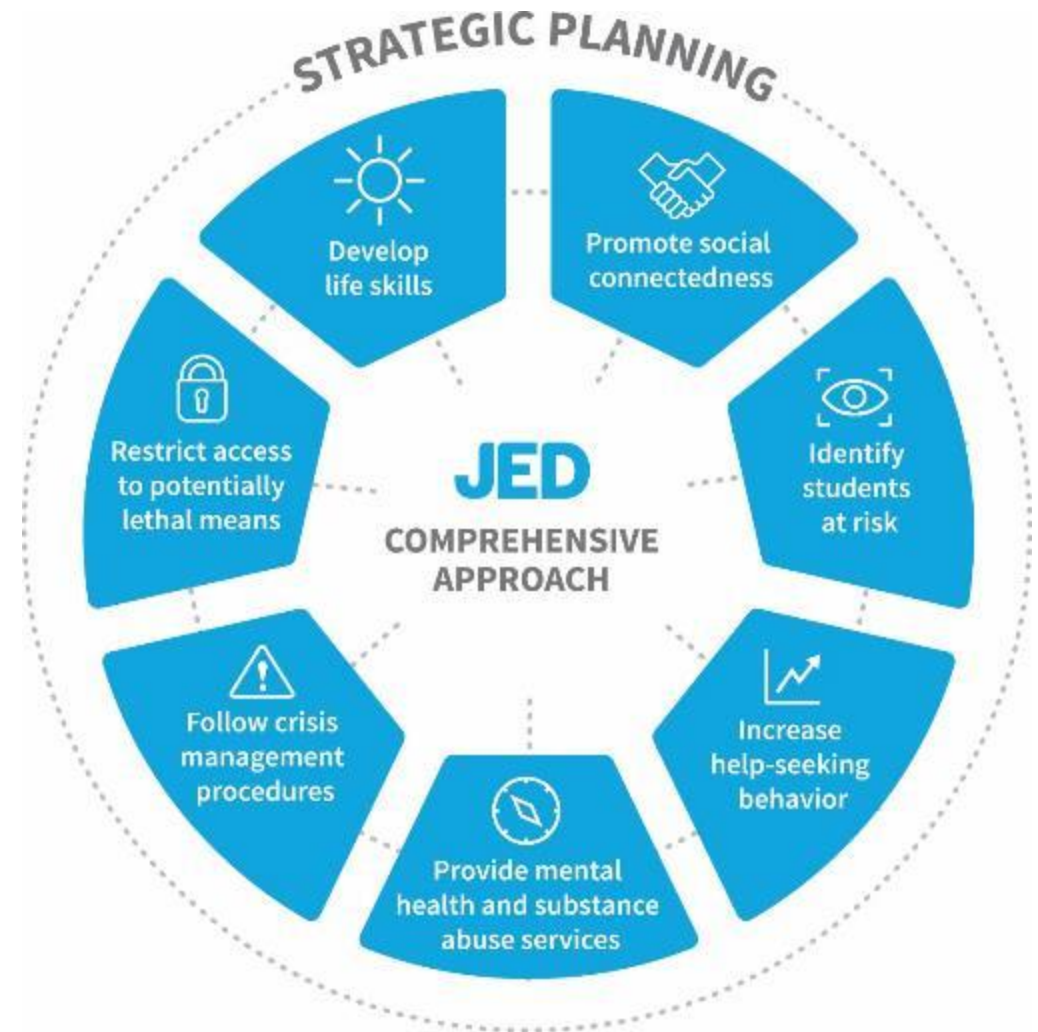 STRATEGIC PLANNING
Develop
life skills
Promote social
connectedness
Identify
students
at risk
Increase
help-seeking
behavior
Provide mental
health and substance
abuse services
Follow crisis
management
procedures
Restrict access
to potentially
lethal means
JED
COMPREHENSIVE
APPROACH